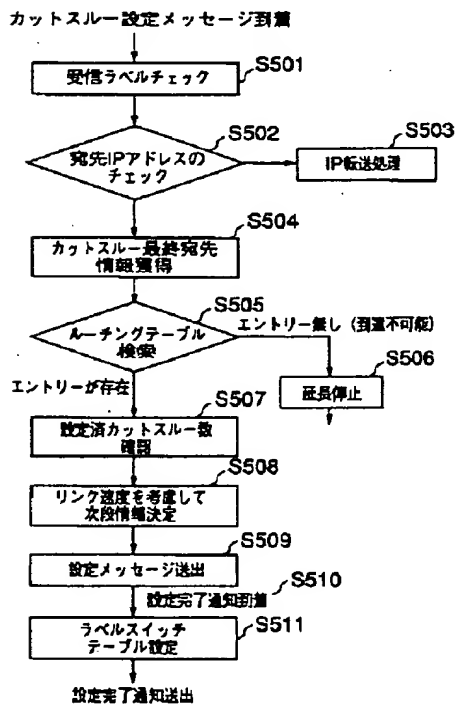 カットスルー設定メッセージ到着
S501
受信ラベルチェック
S502
宛先IPアドレスの
チェック
S503
IP転送処理
S504
カットスルー最終宛先
情報獲得
S505
ルーチングテーブル
検索
エントリー無し（到達不可能）
S506
延長停止
エントリーが存在
S507
設定済カットスルー数
確認
S508
リンク速度を考慮して
次段情報決定
S509
設定メッセージ送出
S510
設定完了通知到着
S511
ラベルスイッチ
テーブル設定
設定完了通知送出